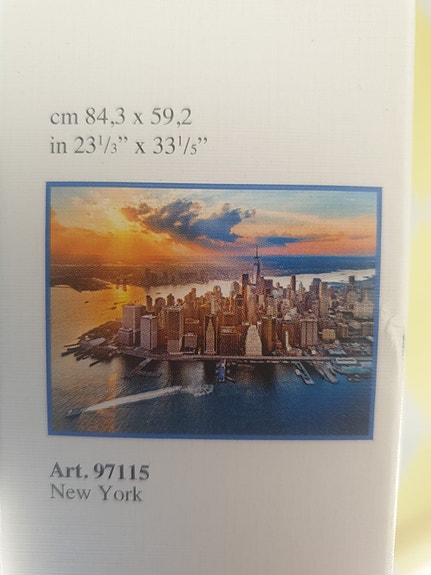 cm 84,3 x 59,2
in 23¹/₃” x 33¹/₅”
Art. 97115
New York